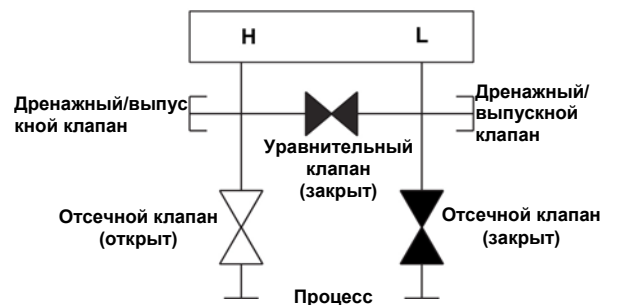 H
L
Дренажный/выпус
кной клапан
Дренажный/
выпускной
клапан
Уравнительный
клапан
(закрыт)
Отсечной клапан
(открыт)
Отсечной клапан
(закрыт)
Процесс